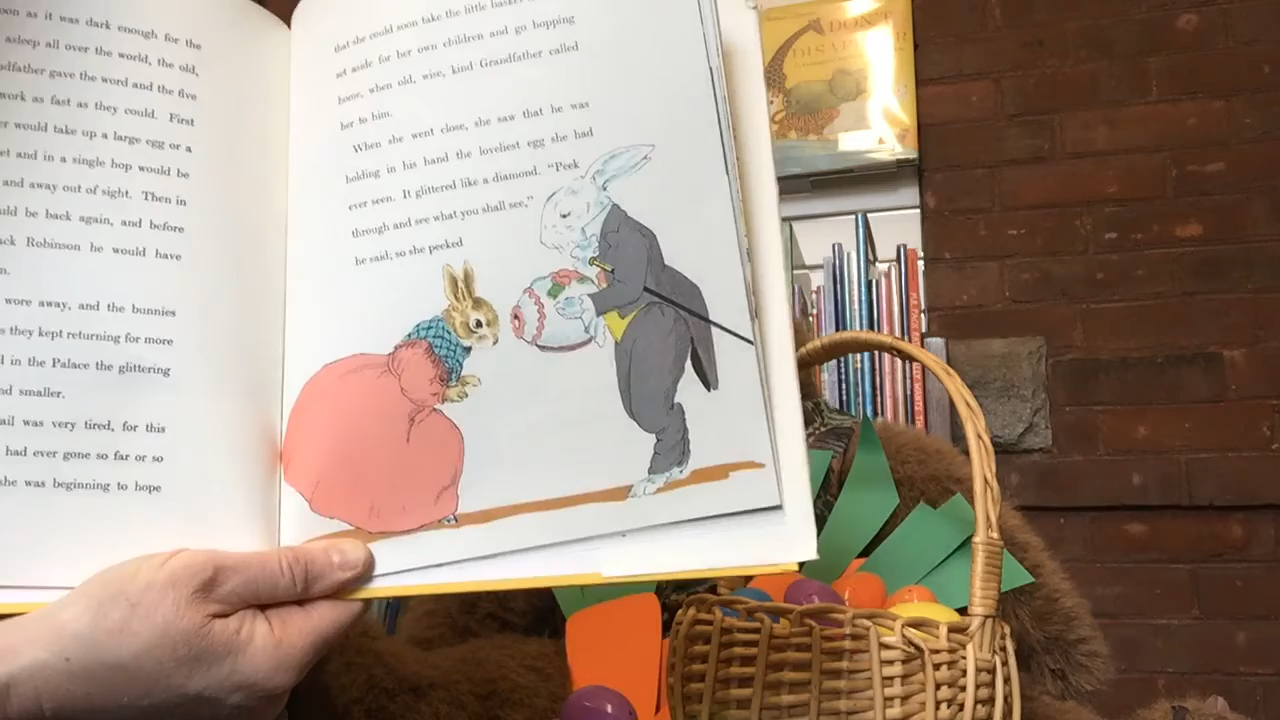 oon as it was dark enough for the
asleep all over the world, the old,
dfather gave the word and the five
work as fast as they could. First
er would take up a large egg or a
et and in a single hop would be
and away out of sight. Then in
uld be back again, and before
ck Robinson he would have
n.
wore away, and the bunnies
s they kept returning for more
l in the Palace the glittering
nd smaller.
ail was very tired, for this
had ever gone so far or so
she was beginning to hope
that she could soon take the little basket
set aside for her own children and go hopping
home, when old, wise, kind Grandfather called
her to him.
When she went close, she saw that he was
holding in his hand the loveliest egg she had
ever seen. It glittered like a diamond. “Peek
through and see what you shall see,”
he said; so she peeked
DON'T